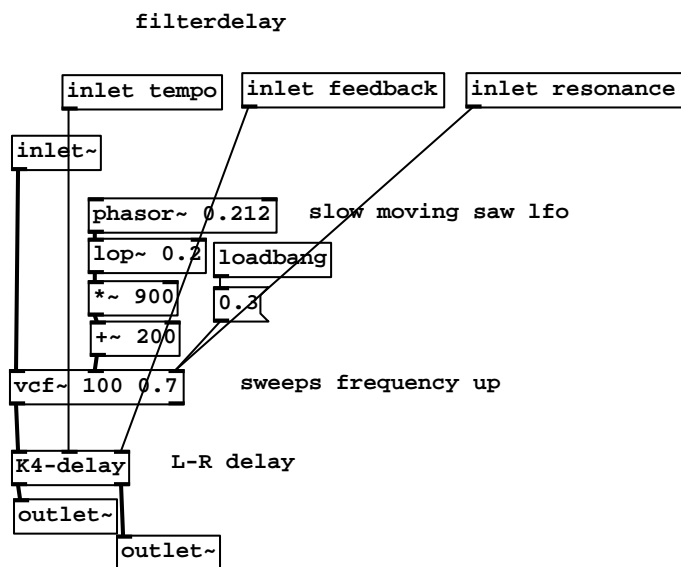 filterdelay
inlet tempo
inlet feedback
inlet resonance
inlet~
phasor~ 0.212
slow moving saw lfo
lop~ 0.2
loadbang
*~ 900
0.3
+~ 200
vcf~ 100 0.7
sweeps frequency up
K4-delay
L-R delay
outlet~
outlet~